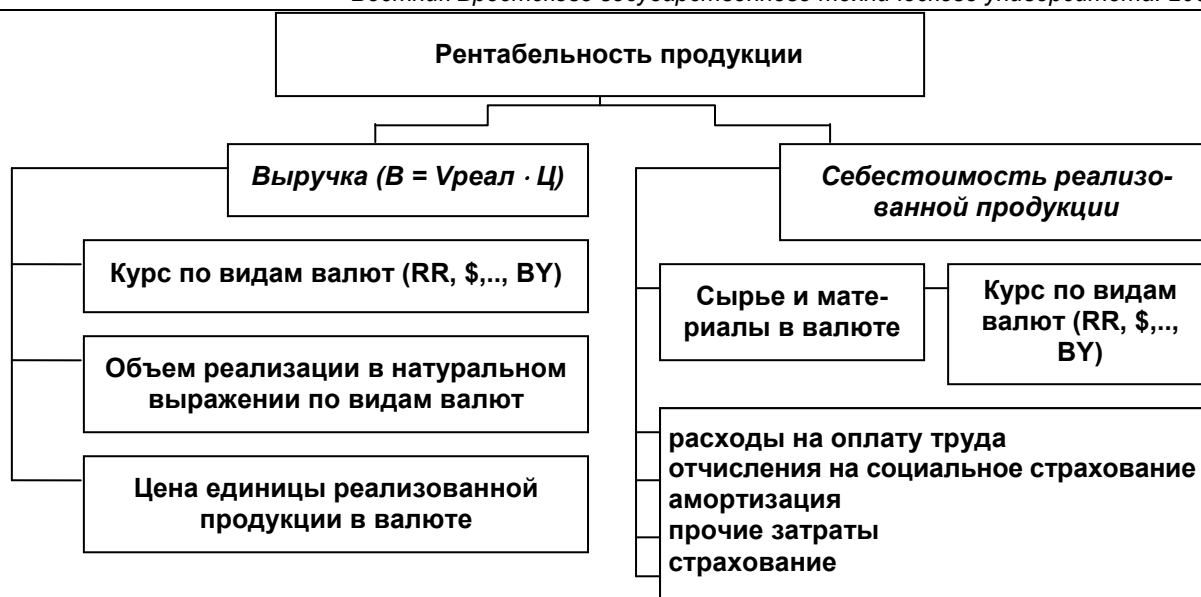 Рентабельность продукции
Выручка (В = Vреал · Ц)
Курс по видам валют (RR, $,.., BY)
Объем реализации в натуральном
выражении по видам валют
Цена единицы реализованной
продукции в валюте
Себестоимость реализо-
ванной продукции
Сырье и мате-
риалы в валюте
Курс по видам
валют (RR, $,..,
BY)
расходы на оплату труда
отчисления на социальное страхование
амортизация
прочие затраты
страхование